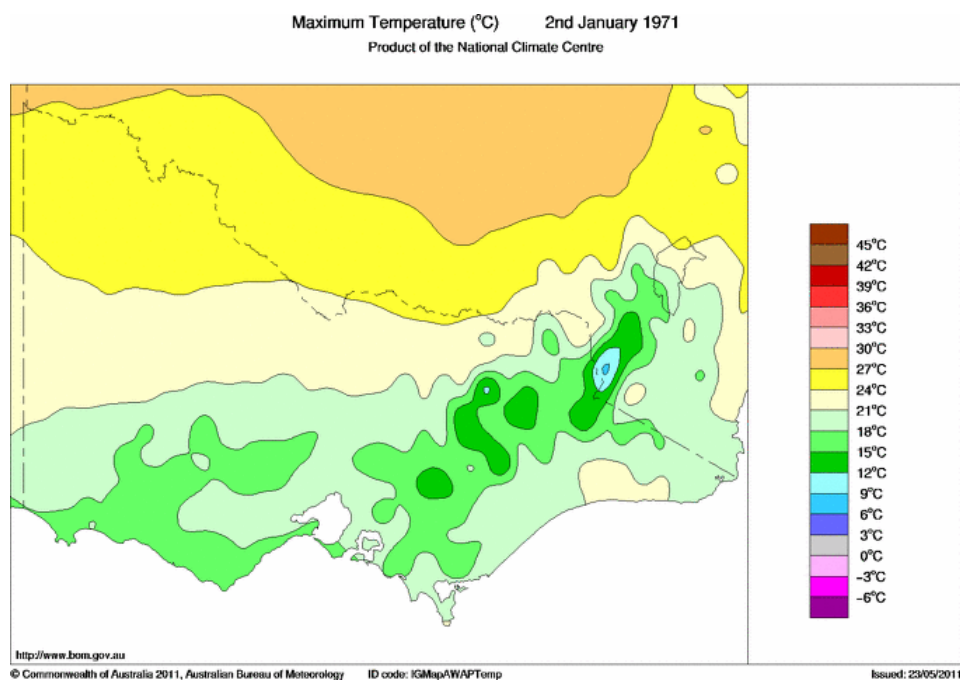 Maximum Temperature (°C) 2nd January 1971
Product of the National Climate Centre
45°C
42°C
39°C
36°C
33°C
30°C
27°C
24°C
21°C
18°C
15°C
12°C
9°C
6°C
3°C
0°C
−3°C
−6°C
http://www.bom.gov.au
© Commonwealth of Australia 2011, Australian Bureau of Meteorology ID code: IGMapAWAPTemp Issued: 23/05/2011